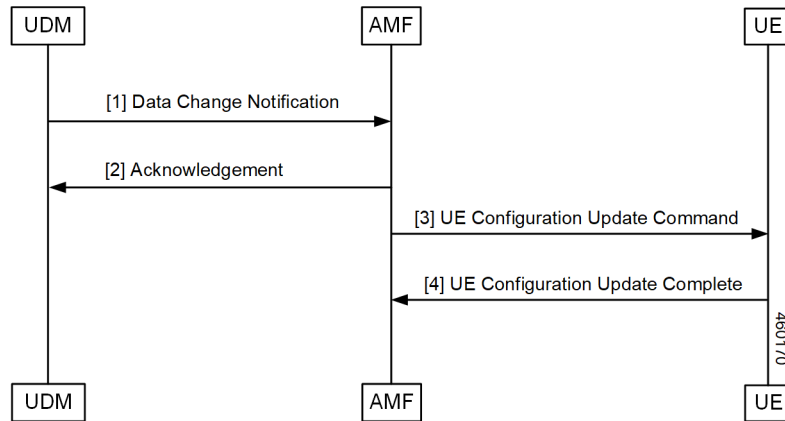 UDM
AMF
UE
[1] Data Change Notification
[2] Acknowledgement
[3] UE Configuration Update Command
[4] UE Configuration Update Complete
460170
UDM
AMF
UE